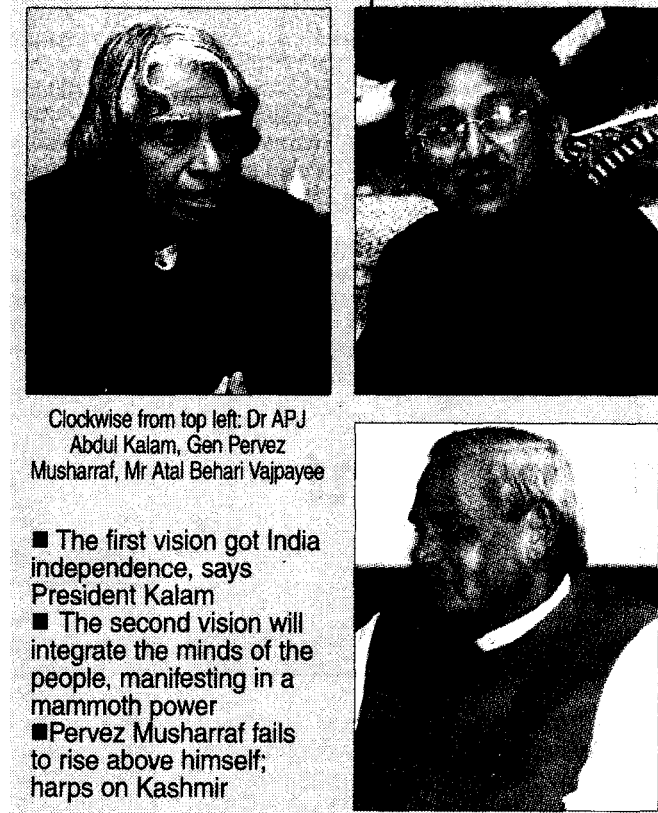 Clockwise from top left: Dr APJ
Abdul Kalam, Gen Pervez
Musharraf, Mr Atal Behari Vajpayee
■ The first vision got India
independence, says
President Kalam
■ The second vision will
integrate the minds of the
people, manifesting in a
mammoth power
■Pervez Musharraf fails
to rise above himself;
harps on Kashmir